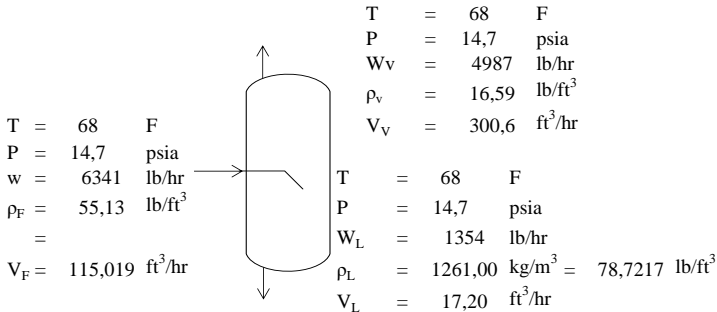 T = 68 F
P = 14,7 psia
Wv = 4987 lb/hr
ρv = 16,59 lb/ft³
VV = 300,6 ft³/hr
T = 68 F
P = 14,7 psia
w = 6341 lb/hr
ρF = 55,13 lb/ft³
=
VF = 115,019 ft³/hr
T = 68 F
P = 14,7 psia
WL = 1354 lb/hr
ρL = 1261,00 kg/m³ = 78,7217 lb/ft³
VL = 17,20 ft³/hr